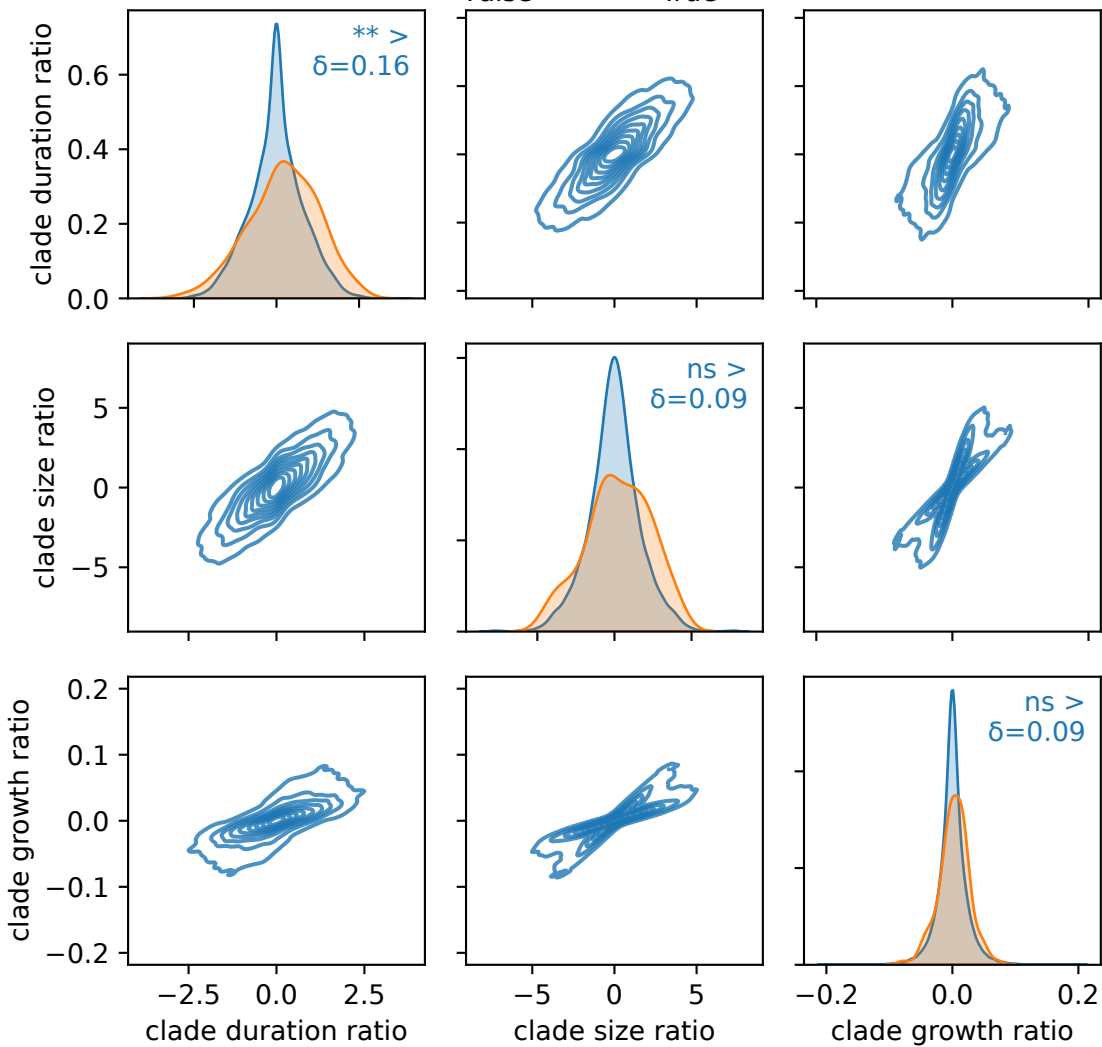 ** >
δ=0.16
clade duration ratio
0.6
0.4
0.2
0.0
ns >
δ=0.09
clade size ratio
5
0
−5
ns >
δ=0.09
clade growth ratio
0.2
0.1
0.0
−0.1
−0.2
−2.5 0.0 2.5
−5 0 5
−0.2 0.0 0.2
clade duration ratio
clade size ratio
clade growth ratio